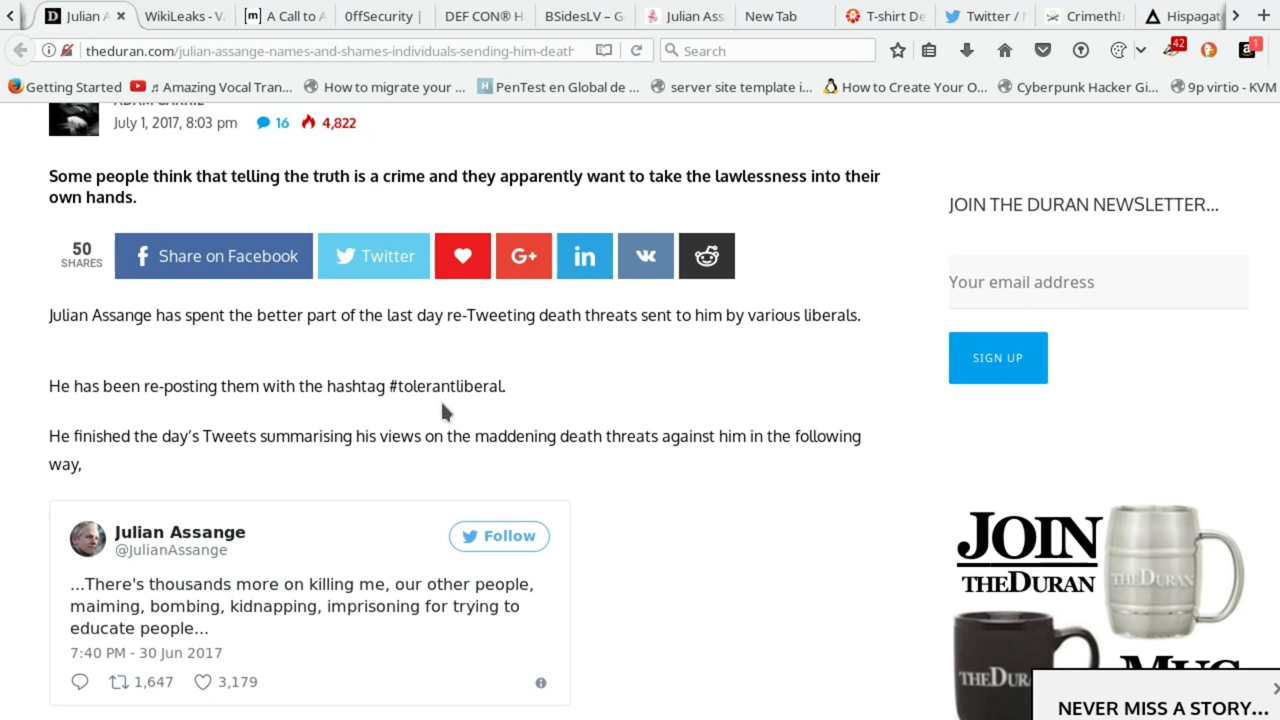 Julian A
WikiLeaks - V
[m] A Call to A
0ffSecurity |
DEF CON® H
BSidesLV – G
Julian Ass
New Tab
T-shirt De
Twitter /
CrimethI
Hispagat
theduran.com/julian-assange-names-and-shames-individuals-sending-him-death
Search
42
1
Getting Started
♬ Amazing Vocal Tran...
How to migrate your ...
PenTest en Global de ...
server site template i...
How to Create Your O...
Cyberpunk Hacker Gi...
9p virtio - KVM
July 1, 2017, 8:03 pm 16 4,822
Some people think that telling the truth is a crime and they apparently want to take the lawlessness into their
own hands.
50
SHARES
Share on Facebook
Twitter
G+
in
Julian Assange has spent the better part of the last day re-Tweeting death threats sent to him by various liberals.
He has been re-posting them with the hashtag #tolerantliberal.
He finished the day's Tweets summarising his views on the maddening death threats against him in the following
way,
Julian Assange
@JulianAssange
Follow
...There's thousands more on killing me, our other people,
maiming, bombing, kidnapping, imprisoning for trying to
educate people...
7:40 PM - 30 Jun 2017
1,647 3,179
JOIN THE DURAN NEWSLETTER...
Your email address
SIGN UP
JOIN
THEDURAN
THEDURAN
THEDUR
MUG
NEVER MISS A STORY...